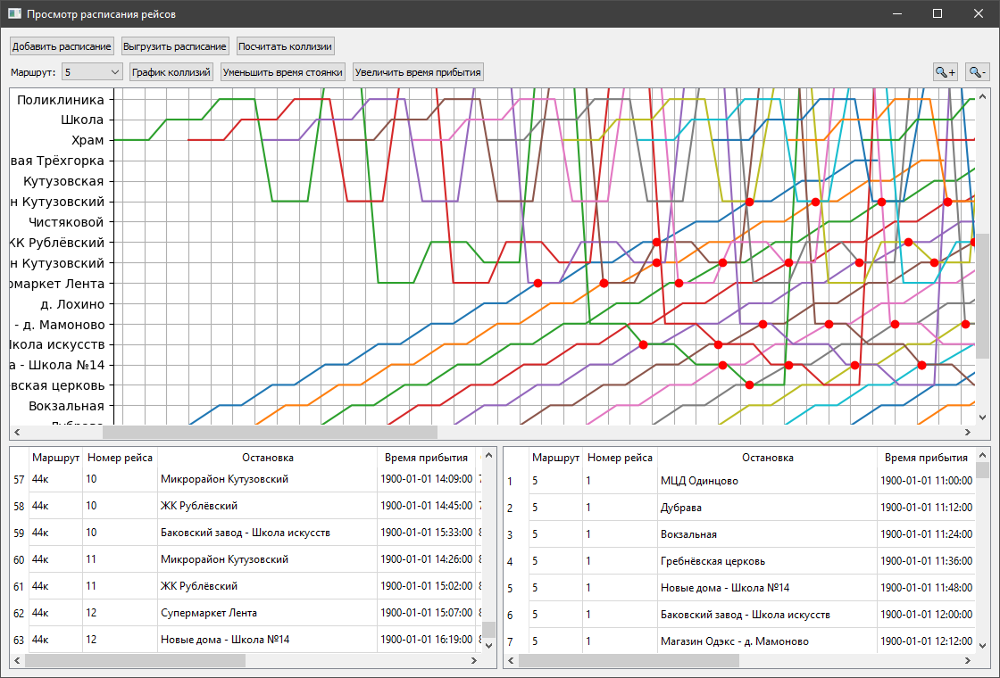 Просмотр расписания рейсов
Добавить расписание Выгрузить расписание Посчитать коллизии
Маршрут: 5 График коллизий Уменьшить время стоянки Увеличить время прибытия + -
Поликлиника
Школа
Храм
вая Трёхгорка
Кутузовская
н Кутузовский
Чистяковой
ЖК Рублёвский
н Кутузовский
омаркет Лента
д. Лохино
- д. Мамоново
Школа искусств
а - Школа №14
вская церковь
Вокзальная
Дубрава
Маршрут Номер рейса Остановка Время прибытия
57 44к 10 Микрорайон Кутузовский 1900-01-01 14:09:00
58 44к 10 ЖК Рублёвский 1900-01-01 14:45:00
59 44к 10 Баковский завод - Школа искусств 1900-01-01 15:33:00
60 44к 11 Микрорайон Кутузовский 1900-01-01 14:26:00
61 44к 11 ЖК Рублёвский 1900-01-01 15:02:00
62 44к 12 Супермаркет Лента 1900-01-01 15:07:00
63 44к 12 Новые дома - Школа №14 1900-01-01 16:19:00
Маршрут Номер рейса Остановка Время прибытия
1 5 1 МЦД Одинцово 1900-01-01 11:00:00
2 5 1 Дубрава 1900-01-01 11:12:00
3 5 1 Вокзальная 1900-01-01 11:24:00
4 5 1 Гребнёвская церковь 1900-01-01 11:36:00
5 5 1 Новые дома - Школа №14 1900-01-01 11:48:00
6 5 1 Баковский завод - Школа искусств 1900-01-01 12:00:00
7 5 1 Магазин Одэкс - д. Мамоново 1900-01-01 12:12:00